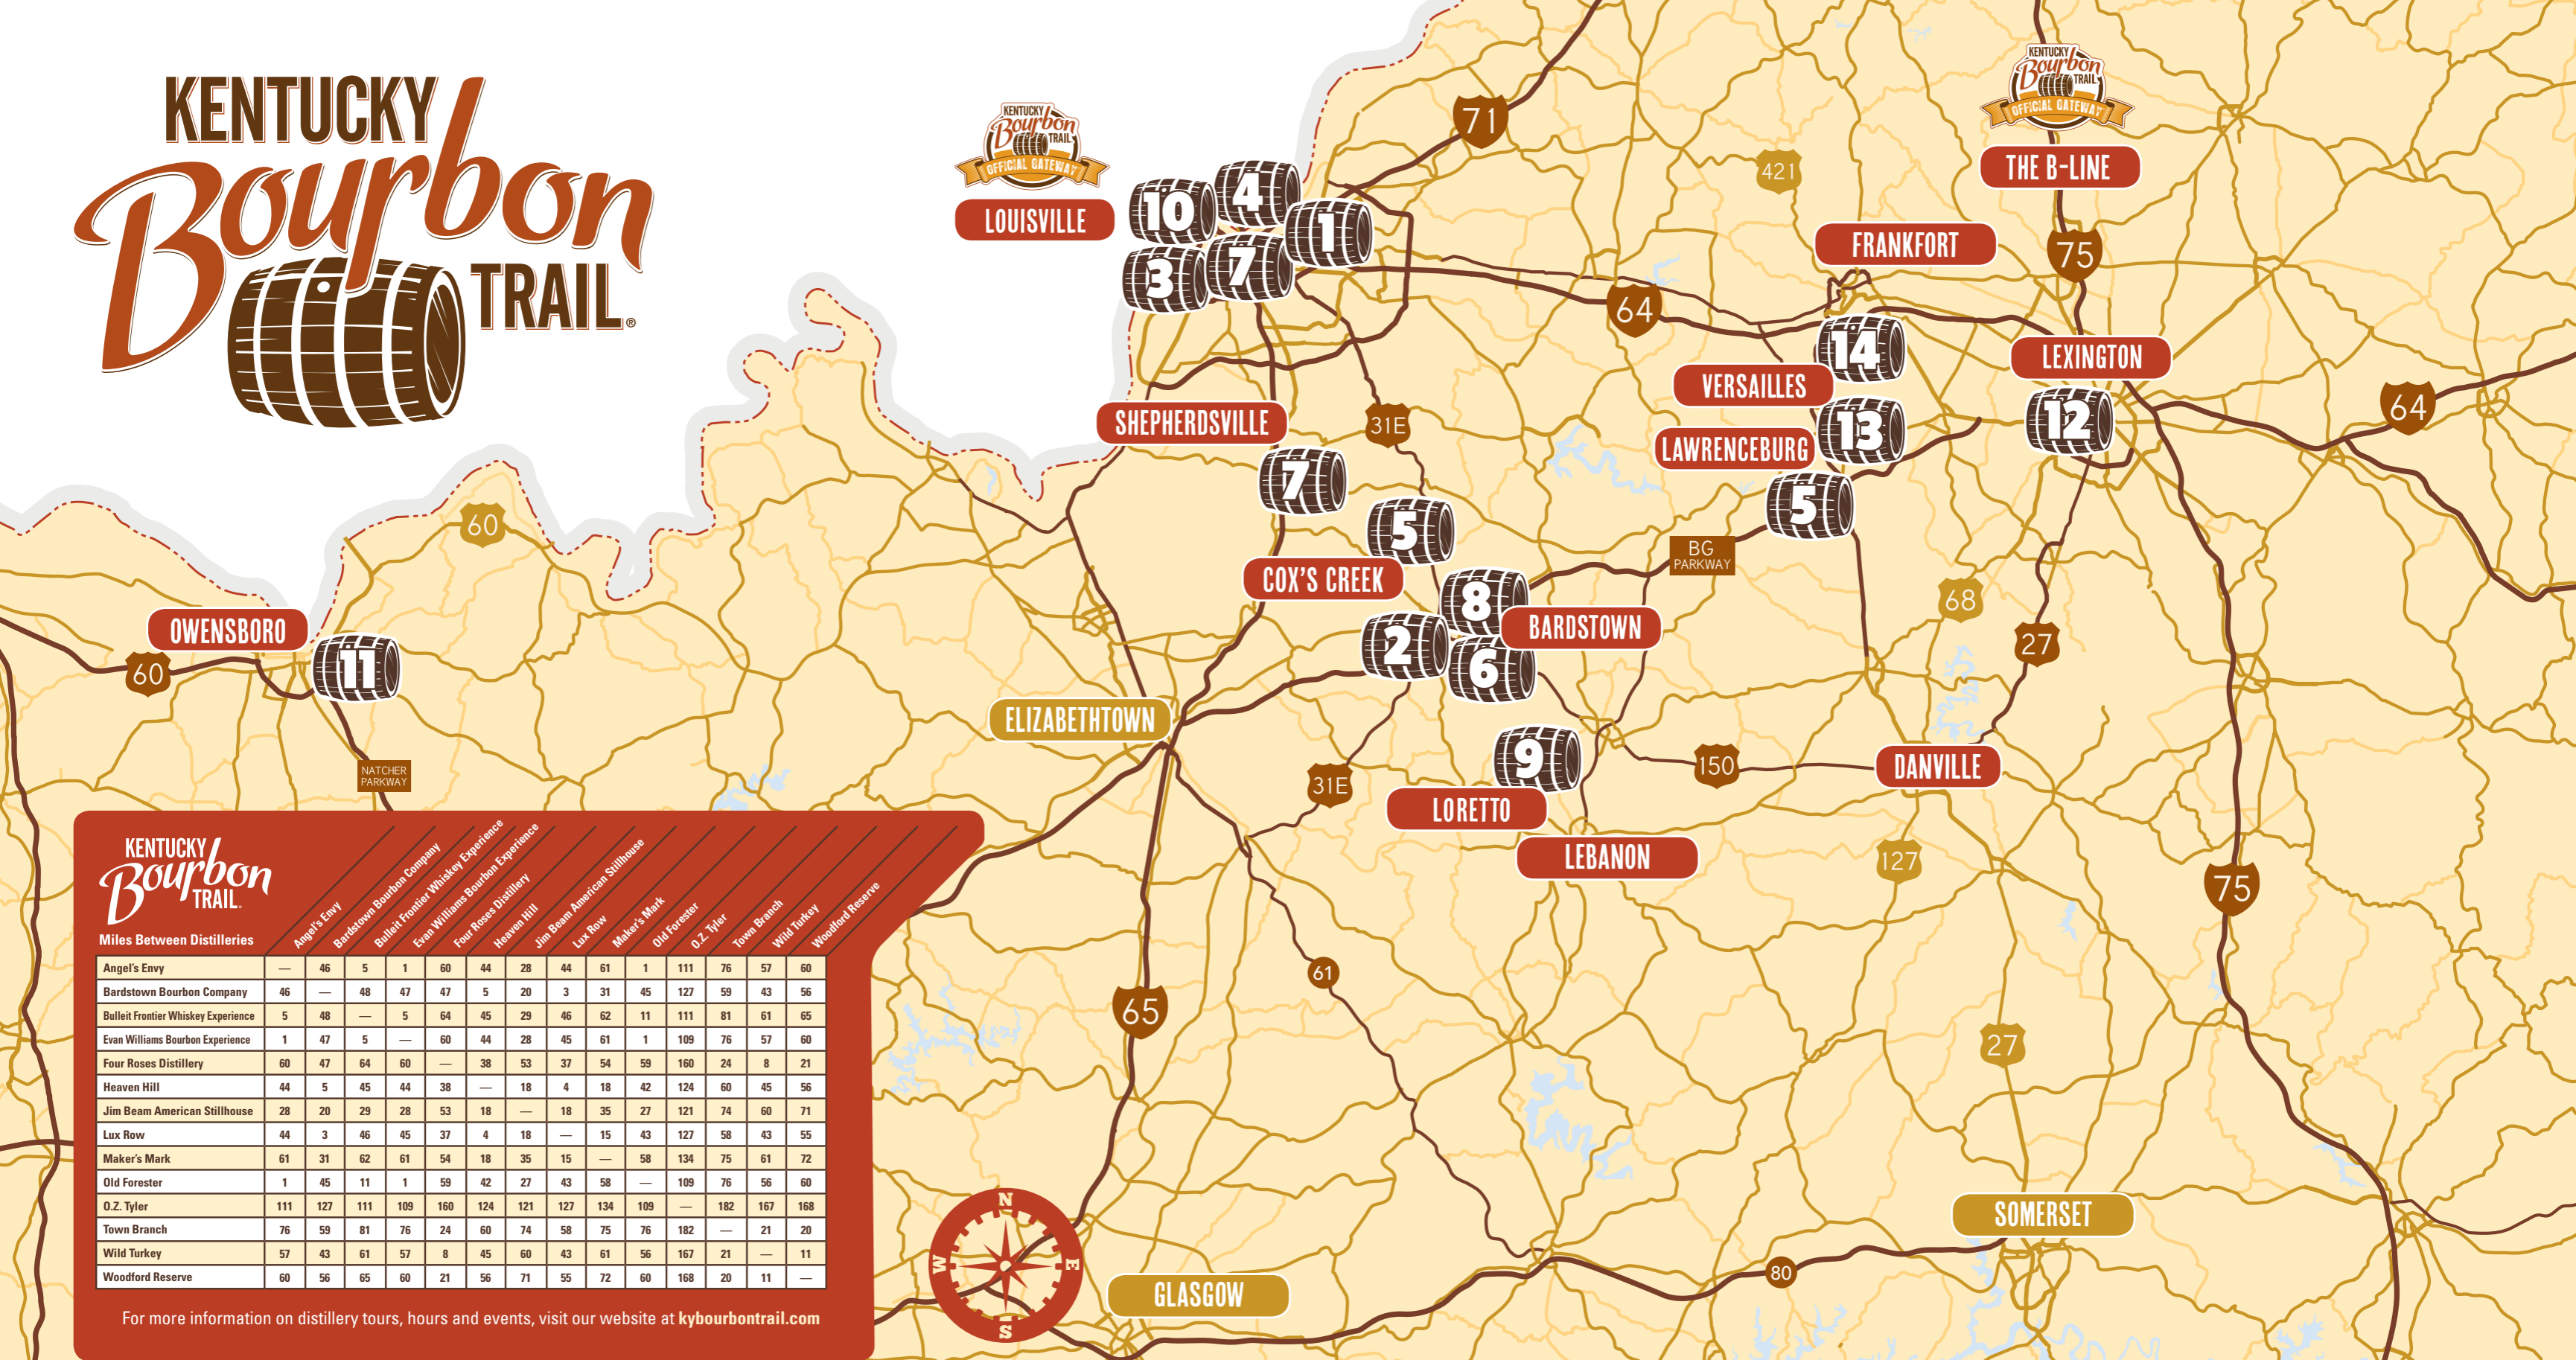 KENTUCKY
Bourbon
TRAIL®
KENTUCKY
Bourbon
TRAIL
OFFICIAL GATEWAY
LOUISVILLE
10
4
1
3
7
71
421
KENTUCKY
Bourbon
TRAIL
OFFICIAL GATEWAY
THE B-LINE
FRANKFORT
75
64
14
LEXINGTON
VERSAILLES
12
64
SHEPHERDSVILLE
31E
LAWRENCEBURG
13
7
5
5
60
BG
PARKWAY
COX'S CREEK
8
68
OWENSBORO
BARDSTOWN
2
6
27
11
60
ELIZABETHTOWN
NATCHER
PARKWAY
9
150
DANVILLE
31E
LORETTO
LEBANON
127
75
61
65
27
SOMERSET
80
GLASGOW
N
E
S
W
KENTUCKY
Bourbon
TRAIL®
Miles Between Distilleries
Angel's Envy
Bardstown Bourbon Company
Bulleit Frontier Whiskey Experience
Evan Williams Bourbon Experience
Four Roses Distillery
Heaven Hill
Jim Beam American Stillhouse
Lux Row
Maker's Mark
Old Forester
O.Z. Tyler
Town Branch
Wild Turkey
Woodford Reserve
Angel's Envy — 46 5 1 60 44 28 44 61 1 111 76 57 60
Bardstown Bourbon Company 46 — 48 47 47 5 20 3 31 45 127 59 43 56
Bulleit Frontier Whiskey Experience 5 48 — 5 64 45 29 46 62 11 111 81 61 65
Evan Williams Bourbon Experience 1 47 5 — 60 44 28 45 61 1 109 76 57 60
Four Roses Distillery 60 47 64 60 — 38 53 37 54 59 160 24 8 21
Heaven Hill 44 5 45 44 38 — 18 4 18 42 124 60 45 56
Jim Beam American Stillhouse 28 20 29 28 53 18 — 18 35 27 121 74 60 71
Lux Row 44 3 46 45 37 4 18 — 15 43 127 58 43 55
Maker's Mark 61 31 62 61 54 18 35 15 — 58 134 75 61 72
Old Forester 1 45 11 1 59 42 27 43 58 — 109 76 56 60
O.Z. Tyler 111 127 111 109 160 124 121 127 134 109 — 182 167 168
Town Branch 76 59 81 76 24 60 74 58 75 76 182 — 21 20
Wild Turkey 57 43 61 57 8 45 60 43 61 56 167 21 — 11
Woodford Reserve 60 56 65 60 21 56 71 55 72 60 168 20 11 —
For more information on distillery tours, hours and events, visit our website at kybourbontrail.com